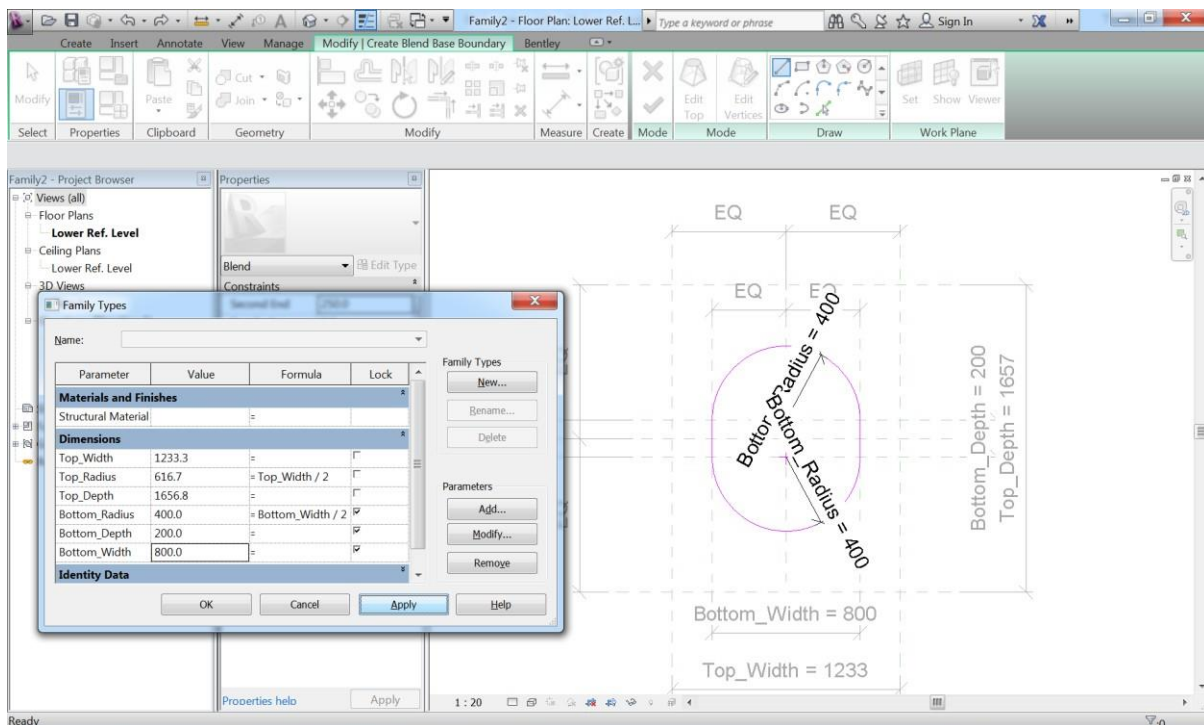 Family2 - Floor Plan: Lower Ref. L...
Type a keyword or phrase
Sign In
Create Insert Annotate View Manage Modify | Create Blend Base Boundary Bentley
Modify
Paste
Cut
Join
Edit Top
Edit Vertices
Set Show Viewer
Select Properties Clipboard Geometry Modify Measure Create Mode Mode Draw Work Plane
Family2 - Project Browser
Views (all)
Floor Plans
Lower Ref. Level
Ceiling Plans
Lower Ref. Level
3D Views
Properties
Blend
Edit Type
Constraints
Second End 250.0
Family Types
Name:
Parameter Value Formula Lock
Materials and Finishes
Structural Material =
Dimensions
Top_Width 1233.3 =
Top_Radius 616.7 = Top_Width / 2
Top_Depth 1656.8 =
Bottom_Radius 400.0 = Bottom_Width / 2
Bottom_Depth 200.0 =
Bottom_Width 800.0 =
Identity Data
Family Types
New...
Rename...
Delete
Parameters
Add...
Modify...
Remove
OK Cancel Apply Help
Properties help Apply
EQ EQ
EQ EQ
Radius = 400
Bottom_Radius = 400
Bottom_Depth = 200
Top_Depth = 1657
Bottom_Width = 800
Top_Width = 1233
1 : 20
Ready
:0